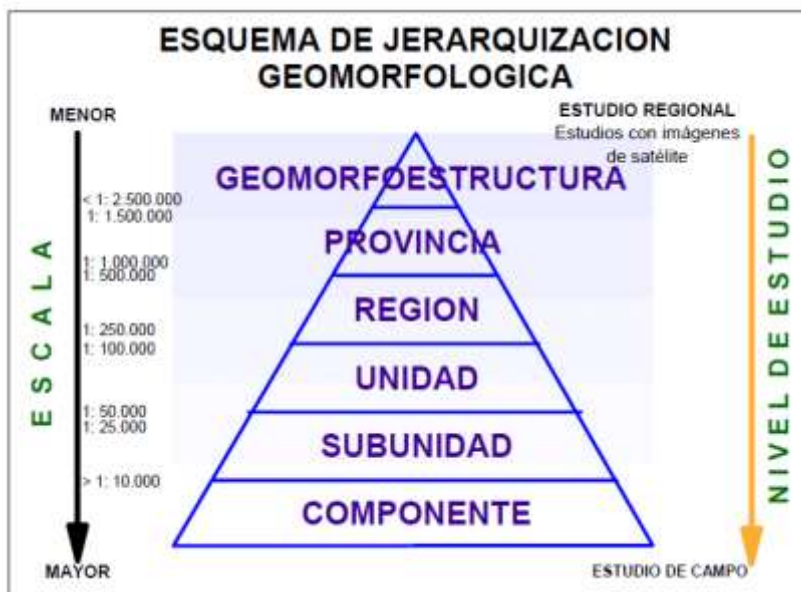 ESQUEMA DE JERARQUIZACION
GEOMORFOLOGICA
MENOR
ESTUDIO REGIONAL
Estudios con imágenes
de satélite
GEOMORFOESTRUCTURA
< 1: 2.500.000
1: 1.500.000
PROVINCIA
1: 1.000.000
1: 500.000
REGION
1: 250.000
1: 100.000
UNIDAD
1: 50.000
1: 25.000
SUBUNIDAD
> 1: 10.000
COMPONENTE
MAYOR
ESTUDIO DE CAMPO
ESCALA
NIVEL DE ESTUDIO